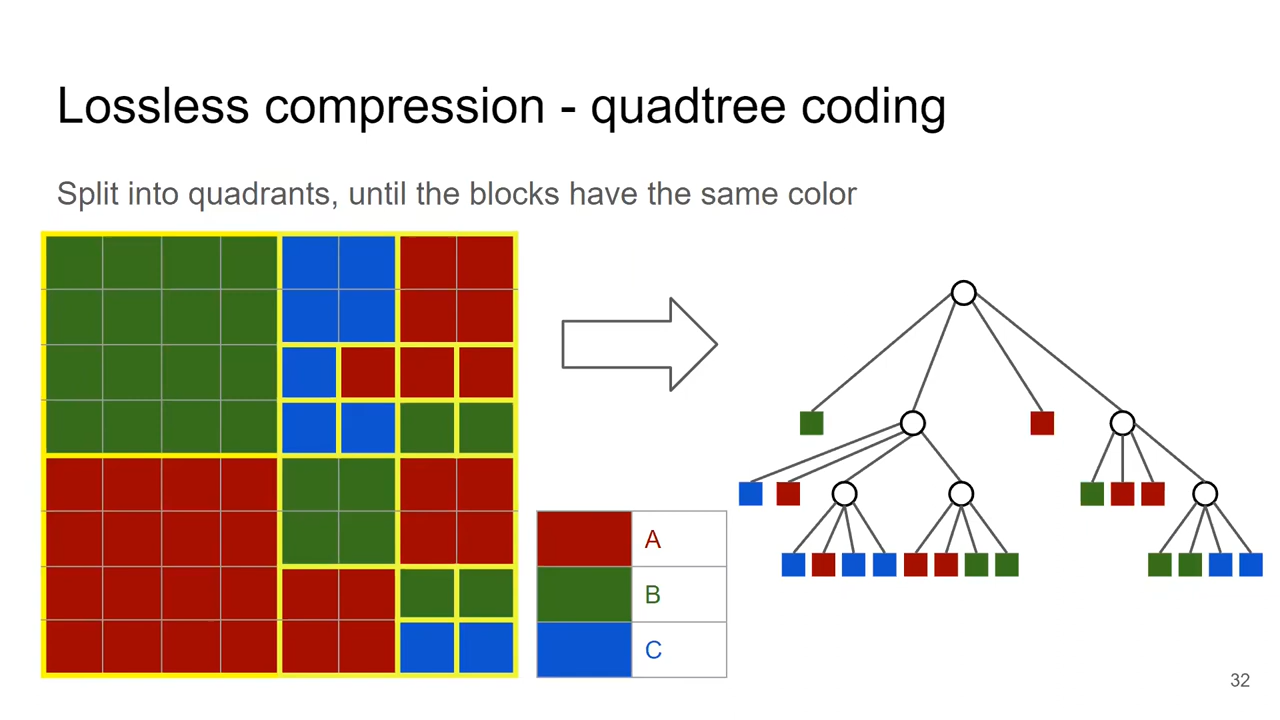 Lossless compression - quadtree coding
Split into quadrants, until the blocks have the same color
A
B
C
32